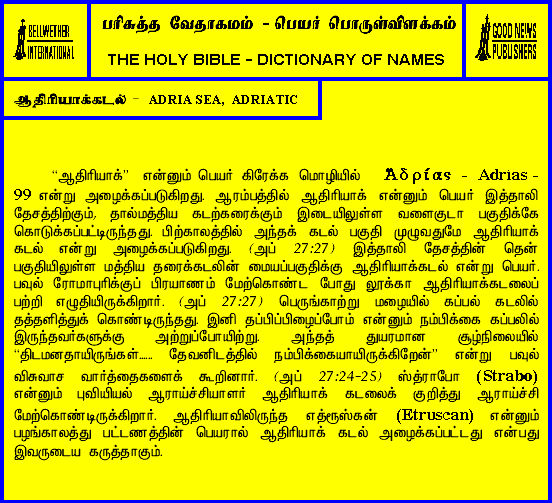 BELLWETHER
INTERNATIONAL
பரிசுத்த வேதாகமம் - பெயர் பொருள்விளக்கம்
THE HOLY BIBLE - DICTIONARY OF NAMES
GOOD NEWS
PUBLISHERS
ஆதிரியாக்கடல் - ADRIA SEA, ADRIATIC
“ஆதிரியாக்” என்னும் பெயர் கிரேக்க மொழியில் Ἀδρίας - Adrias -
99 என்று அழைக்கப்படுகிறது. ஆரம்பத்தில் ஆதிரியாக் என்னும் பெயர் இத்தாலி
தேசத்திற்கும், தால்மத்திய கடற்கரைக்கும் இடையிலுள்ள வளைகுடா பகுதிக்கே
கொடுக்கப்பட்டிருந்தது. பிற்காலத்தில் அந்தக் கடல் பகுதி முழுவதுமே ஆதிரியாக்
கடல் என்று அழைக்கப்படுகிறது. (அப் 27:27) இத்தாலி தேசத்தின் தென்
பகுதியிலுள்ள மத்திய தரைக்கடலின் மையப்பகுதிக்கு ஆதிரியாக்கடல் என்று பெயர்.
பவுல் ரோமாபுரிக்குப் பிரயாணம் மேற்கொண்ட போது லூக்கா ஆதிரியாக்கடலைப்
பற்றி எழுதியிருக்கிறார். (அப் 27:27) பெருங்காற்று மழையில் கப்பல் கடலில்
தத்தளித்துக் கொண்டிருந்தது. இனி தப்பிப்பிழைப்போம் என்னும் நம்பிக்கை கப்பலில்
இருந்தவர்களுக்கு அற்றுப்போயிற்று. அந்தத் துயரமான சூழ்நிலையில்
“திடமனதாயிருங்கள்...... தேவனிடத்தில் நம்பிக்கையாயிருக்கிறேன்” என்று பவுல்
விசுவாச வார்த்தைகளைக் கூறினார். (அப் 27:24-25) ஸ்த்ராபோ (Strabo)
என்னும் புவியியல் ஆராய்ச்சியாளர் ஆதிரியாக் கடலைக் குறித்து ஆராய்ச்சி
மேற்கொண்டிருக்கிறார். ஆதிரியாவிலிருந்த எத்ரூஸ்கன் (Etruscan) என்னும்
பழங்காலத்து பட்டணத்தின் பெயரால் ஆதிரியாக் கடல் அழைக்கப்பட்டது என்பது
இவருடைய கருத்தாகும்.